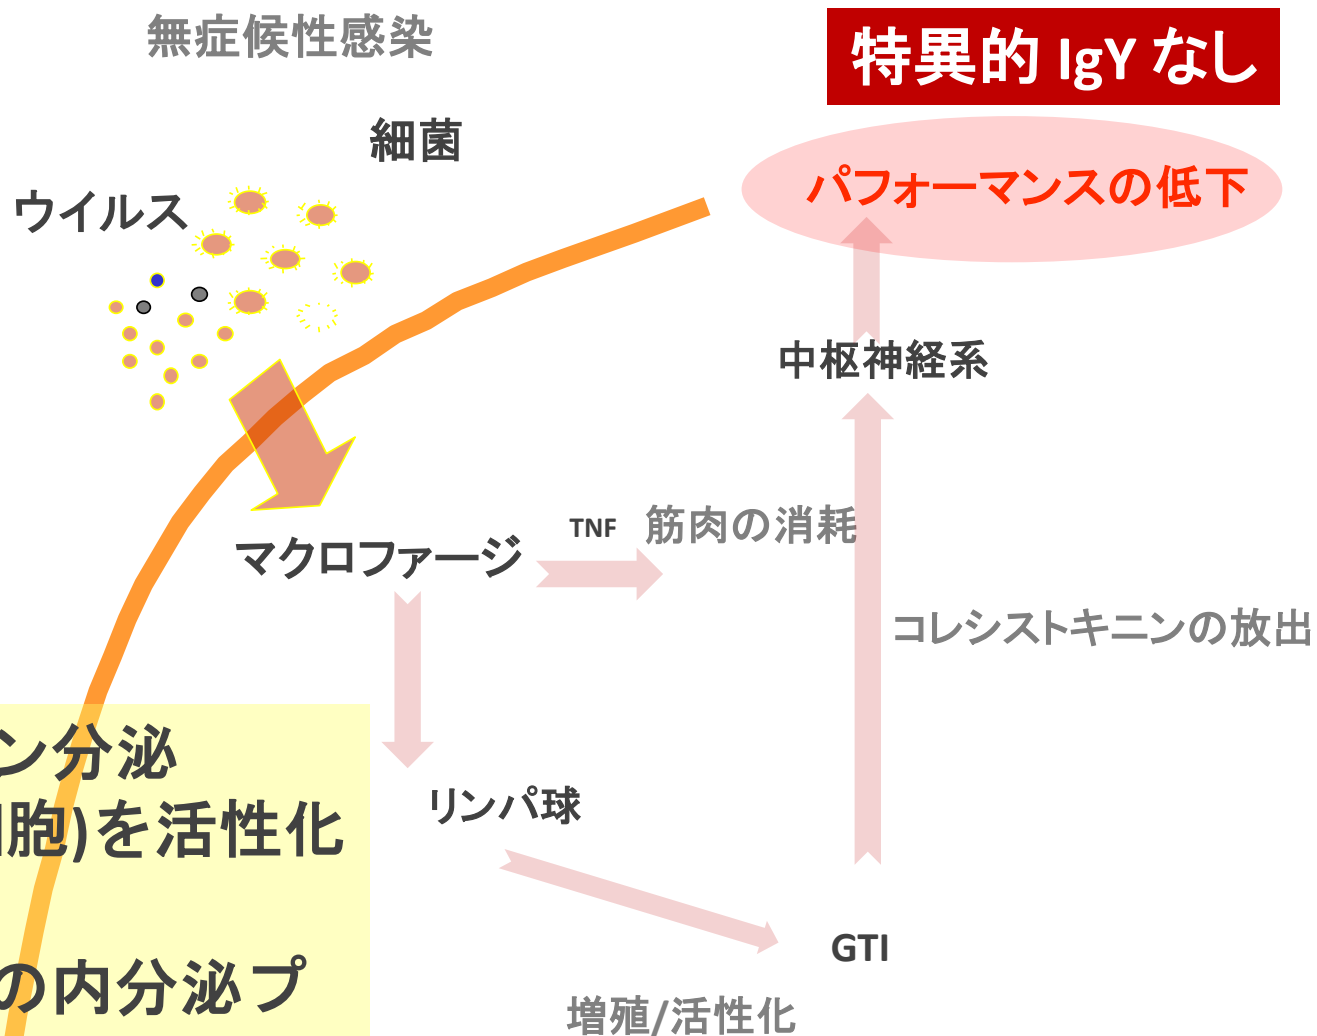 無症候性感染
特異的 IgY なし
細菌
パフォーマンスの低下
ウイルス
中枢神経系
TNF
筋肉の消耗
マクロファージ
コレシストキニンの放出
ン分泌
胞)を活性化
リンパ球
GTI
の内分泌プ
増殖/活性化